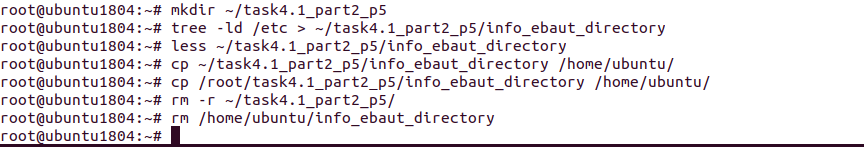 root@ubuntu1804:~# mkdir ~/task4.1_part2_p5
root@ubuntu1804:~# tree -ld /etc > ~/task4.1_part2_p5/info_ebaut_directory
root@ubuntu1804:~# less ~/task4.1_part2_p5/info_ebaut_directory
root@ubuntu1804:~# cp ~/task4.1_part2_p5/info_ebaut_directory /home/ubuntu/
root@ubuntu1804:~# cp /root/task4.1_part2_p5/info_ebaut_directory /home/ubuntu/
root@ubuntu1804:~# rm -r ~/task4.1_part2_p5/
root@ubuntu1804:~# rm /home/ubuntu/info_ebaut_directory
root@ubuntu1804:~#